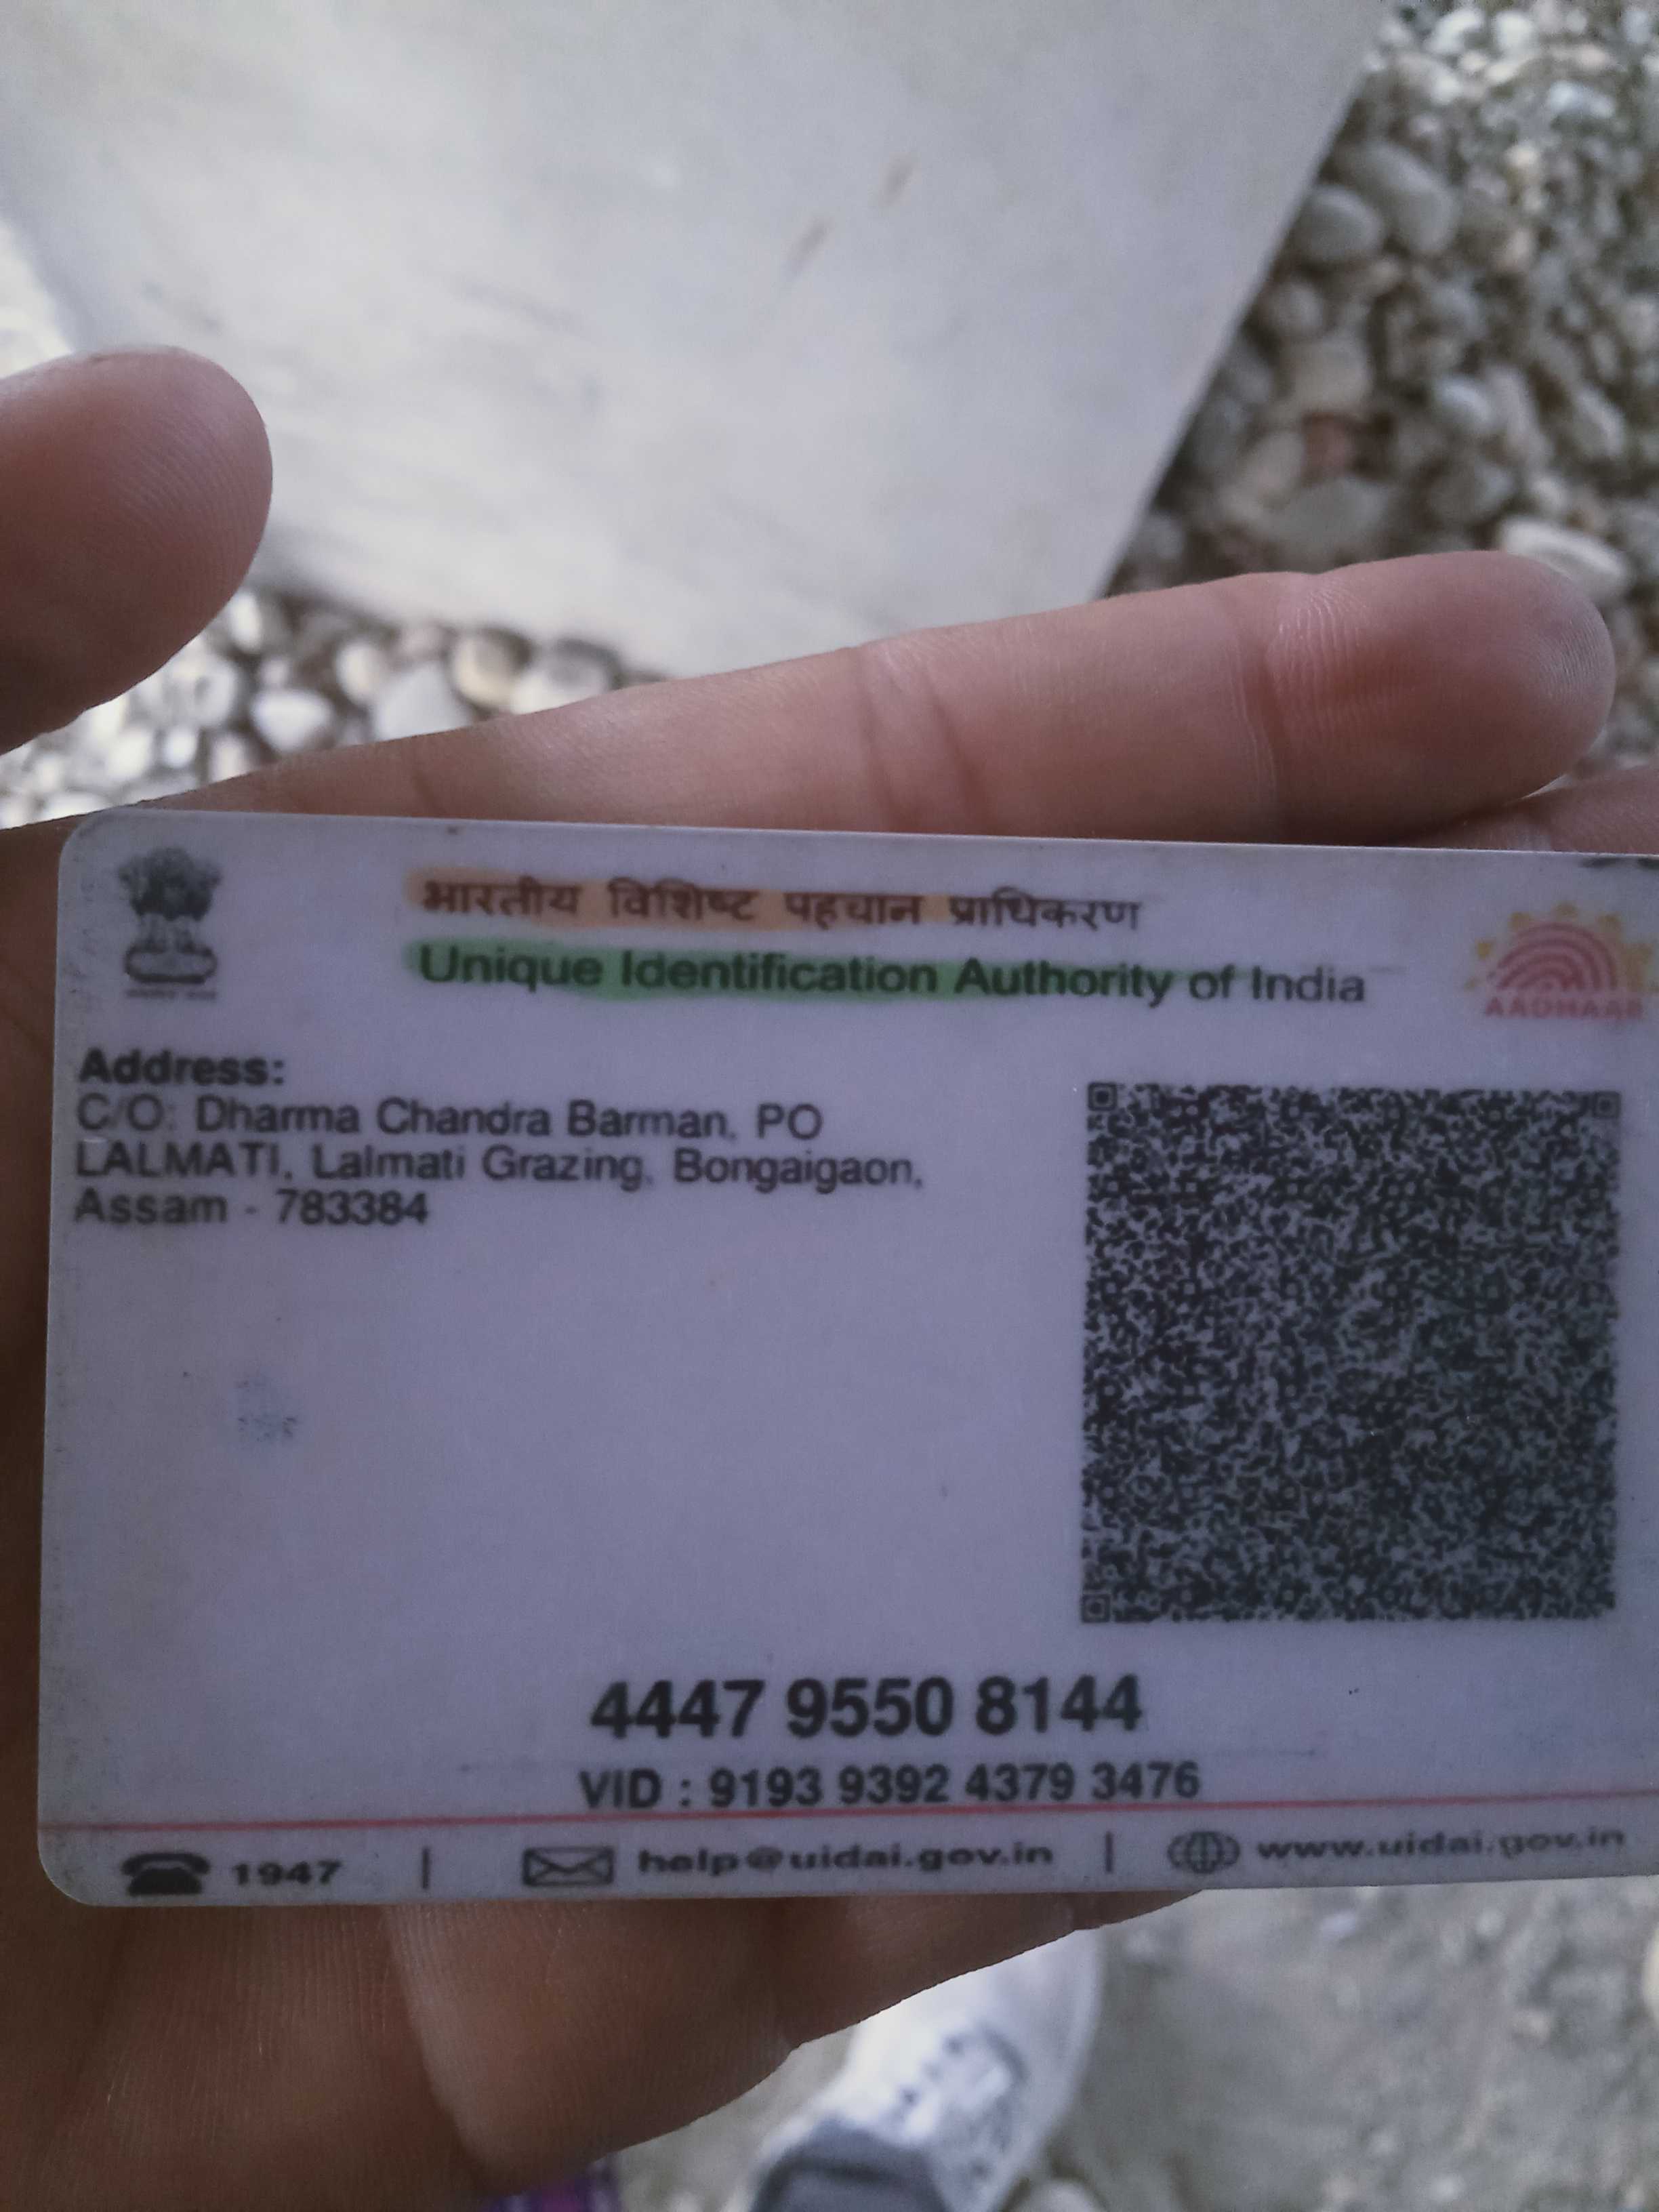 भारतीय विशिष्ट पहचान प्राधिकरण
Unique Identification Authority of India
AADHAAR
Address:
C/O: Dharma Chandra Barman, PO
LALMATI, Lalmati Grazing, Bongaigaon,
Assam - 783384
4447 9550 8144
VID : 9193 9392 4379 3476
1947 | help@uidai.gov.in | www.uidai.gov.in